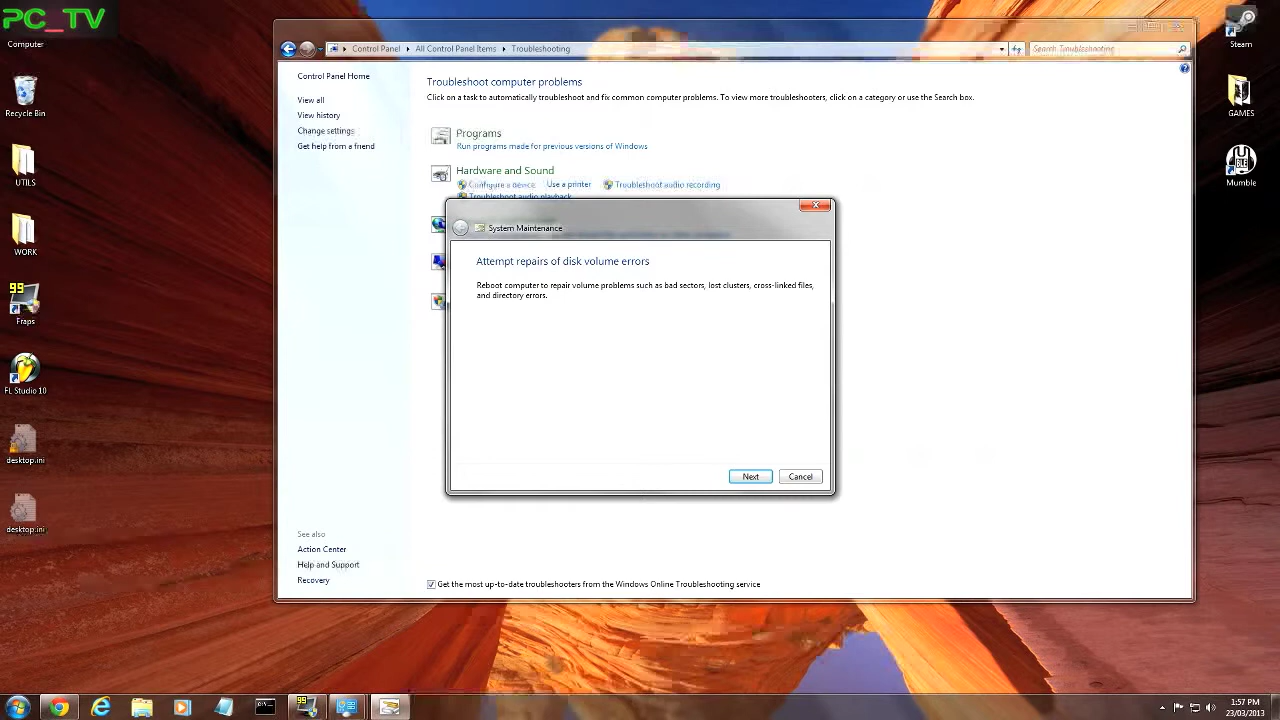 PC_TV
Computer
Recycle Bin
UTILS
WORK
99
Fraps
FL Studio 10
desktop.ini
desktop.ini
Control Panel
All Control Panel Items
Troubleshooting
Search Troubleshooting
Control Panel Home
View all
View history
Change settings
Get help from a friend
See also
Action Center
Help and Support
Recovery
Troubleshoot computer problems
Click on a task to automatically troubleshoot and fix common computer problems. To view more troubleshooters, click on a category or use the Search box.
Programs
Run programs made for previous versions of Windows
Hardware and Sound
Configure a device Use a printer Troubleshoot audio recording
Troubleshoot audio playback
System Maintenance
Attempt repairs of disk volume errors
Reboot computer to repair volume problems such as bad sectors, lost clusters, cross-linked files,
and directory errors.
Next Cancel
Get the most up-to-date troubleshooters from the Windows Online Troubleshooting service
Steam
GAMES
Mumble
99
1:57 PM
23/03/2013